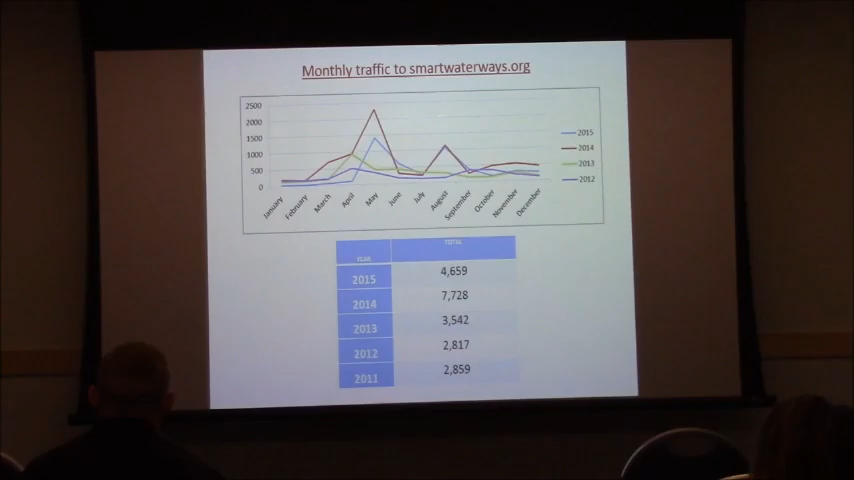 Monthly traffic to smartwaterways.org
2500
2000
1500
1000
500
0
January
February
March
April
May
June
July
August
September
October
November
December
2015
2014
2013
2012
YEAR TOTAL
2015 4,659
2014 7,728
2013 3,542
2012 2,817
2011 2,859